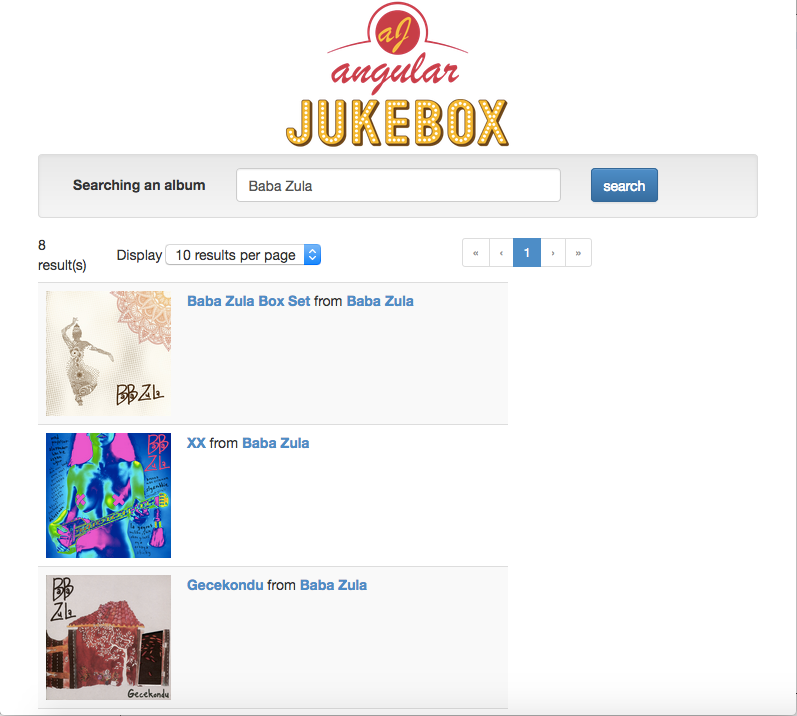 aJ
angular
JUKEBOX
Searching an album
Baba Zula
search
8
result(s)
Display
10 results per page
« ‹ 1 › »
Baba Zula Box Set from Baba Zula
BaBa ZuLa
XX from Baba Zula
BaBa
ZuLa
Gecekondu from Baba Zula
BaBa
ZuLa
Gecekondu